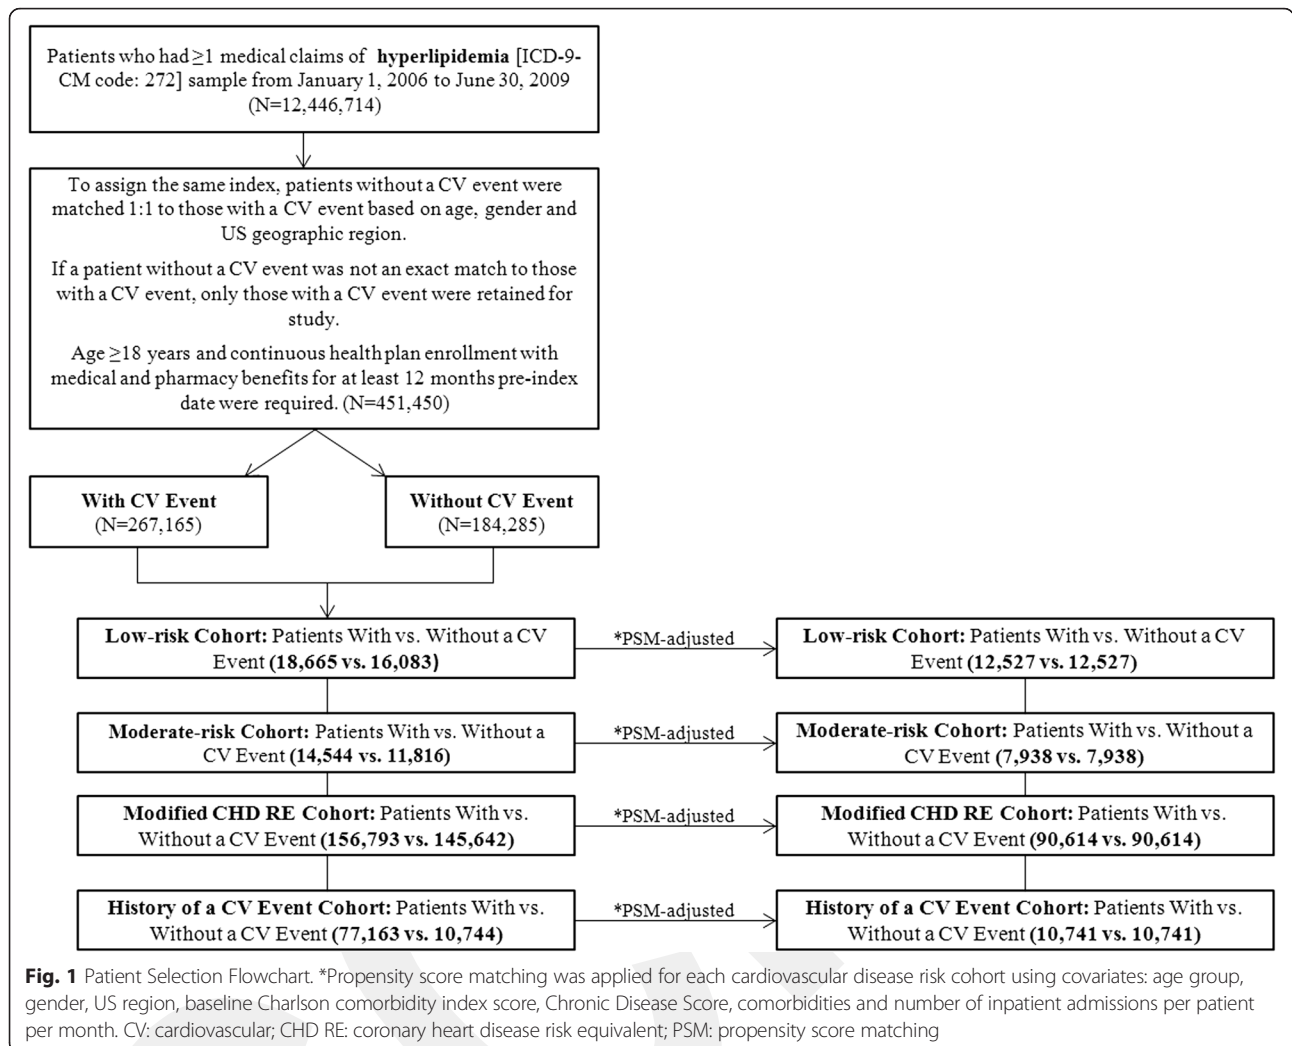 Patients who had ≥1 medical claims of hyperlipidemia [ICD-9-
CM code: 272] sample from January 1, 2006 to June 30, 2009
(N=12,446,714)
To assign the same index, patients without a CV event were
matched 1:1 to those with a CV event based on age, gender and
US geographic region.
If a patient without a CV event was not an exact match to those
with a CV event, only those with a CV event were retained for
study.
Age ≥18 years and continuous health plan enrollment with
medical and pharmacy benefits for at least 12 months pre-index
date were required. (N=451,450)
With CV Event
(N=267,165)
Without CV Event
(N=184,285)
Low-risk Cohort: Patients With vs. Without a CV
Event (18,665 vs. 16,083)
*PSM-adjusted
Low-risk Cohort: Patients With vs. Without a CV
Event (12,527 vs. 12,527)
Moderate-risk Cohort: Patients With vs. Without a
CV Event (14,544 vs. 11,816)
*PSM-adjusted
Moderate-risk Cohort: Patients With vs. Without a
CV Event (7,938 vs. 7,938)
Modified CHD RE Cohort: Patients With vs.
Without a CV Event (156,793 vs. 145,642)
*PSM-adjusted
Modified CHD RE Cohort: Patients With vs.
Without a CV Event (90,614 vs. 90,614)
History of a CV Event Cohort: Patients With vs.
Without a CV Event (77,163 vs. 10,744)
*PSM-adjusted
History of a CV Event Cohort: Patients With vs.
Without a CV Event (10,741 vs. 10,741)
Fig. 1 Patient Selection Flowchart. *Propensity score matching was applied for each cardiovascular disease risk cohort using covariates: age group,
gender, US region, baseline Charlson comorbidity index score, Chronic Disease Score, comorbidities and number of inpatient admissions per patient
per month. CV: cardiovascular; CHD RE: coronary heart disease risk equivalent; PSM: propensity score matching